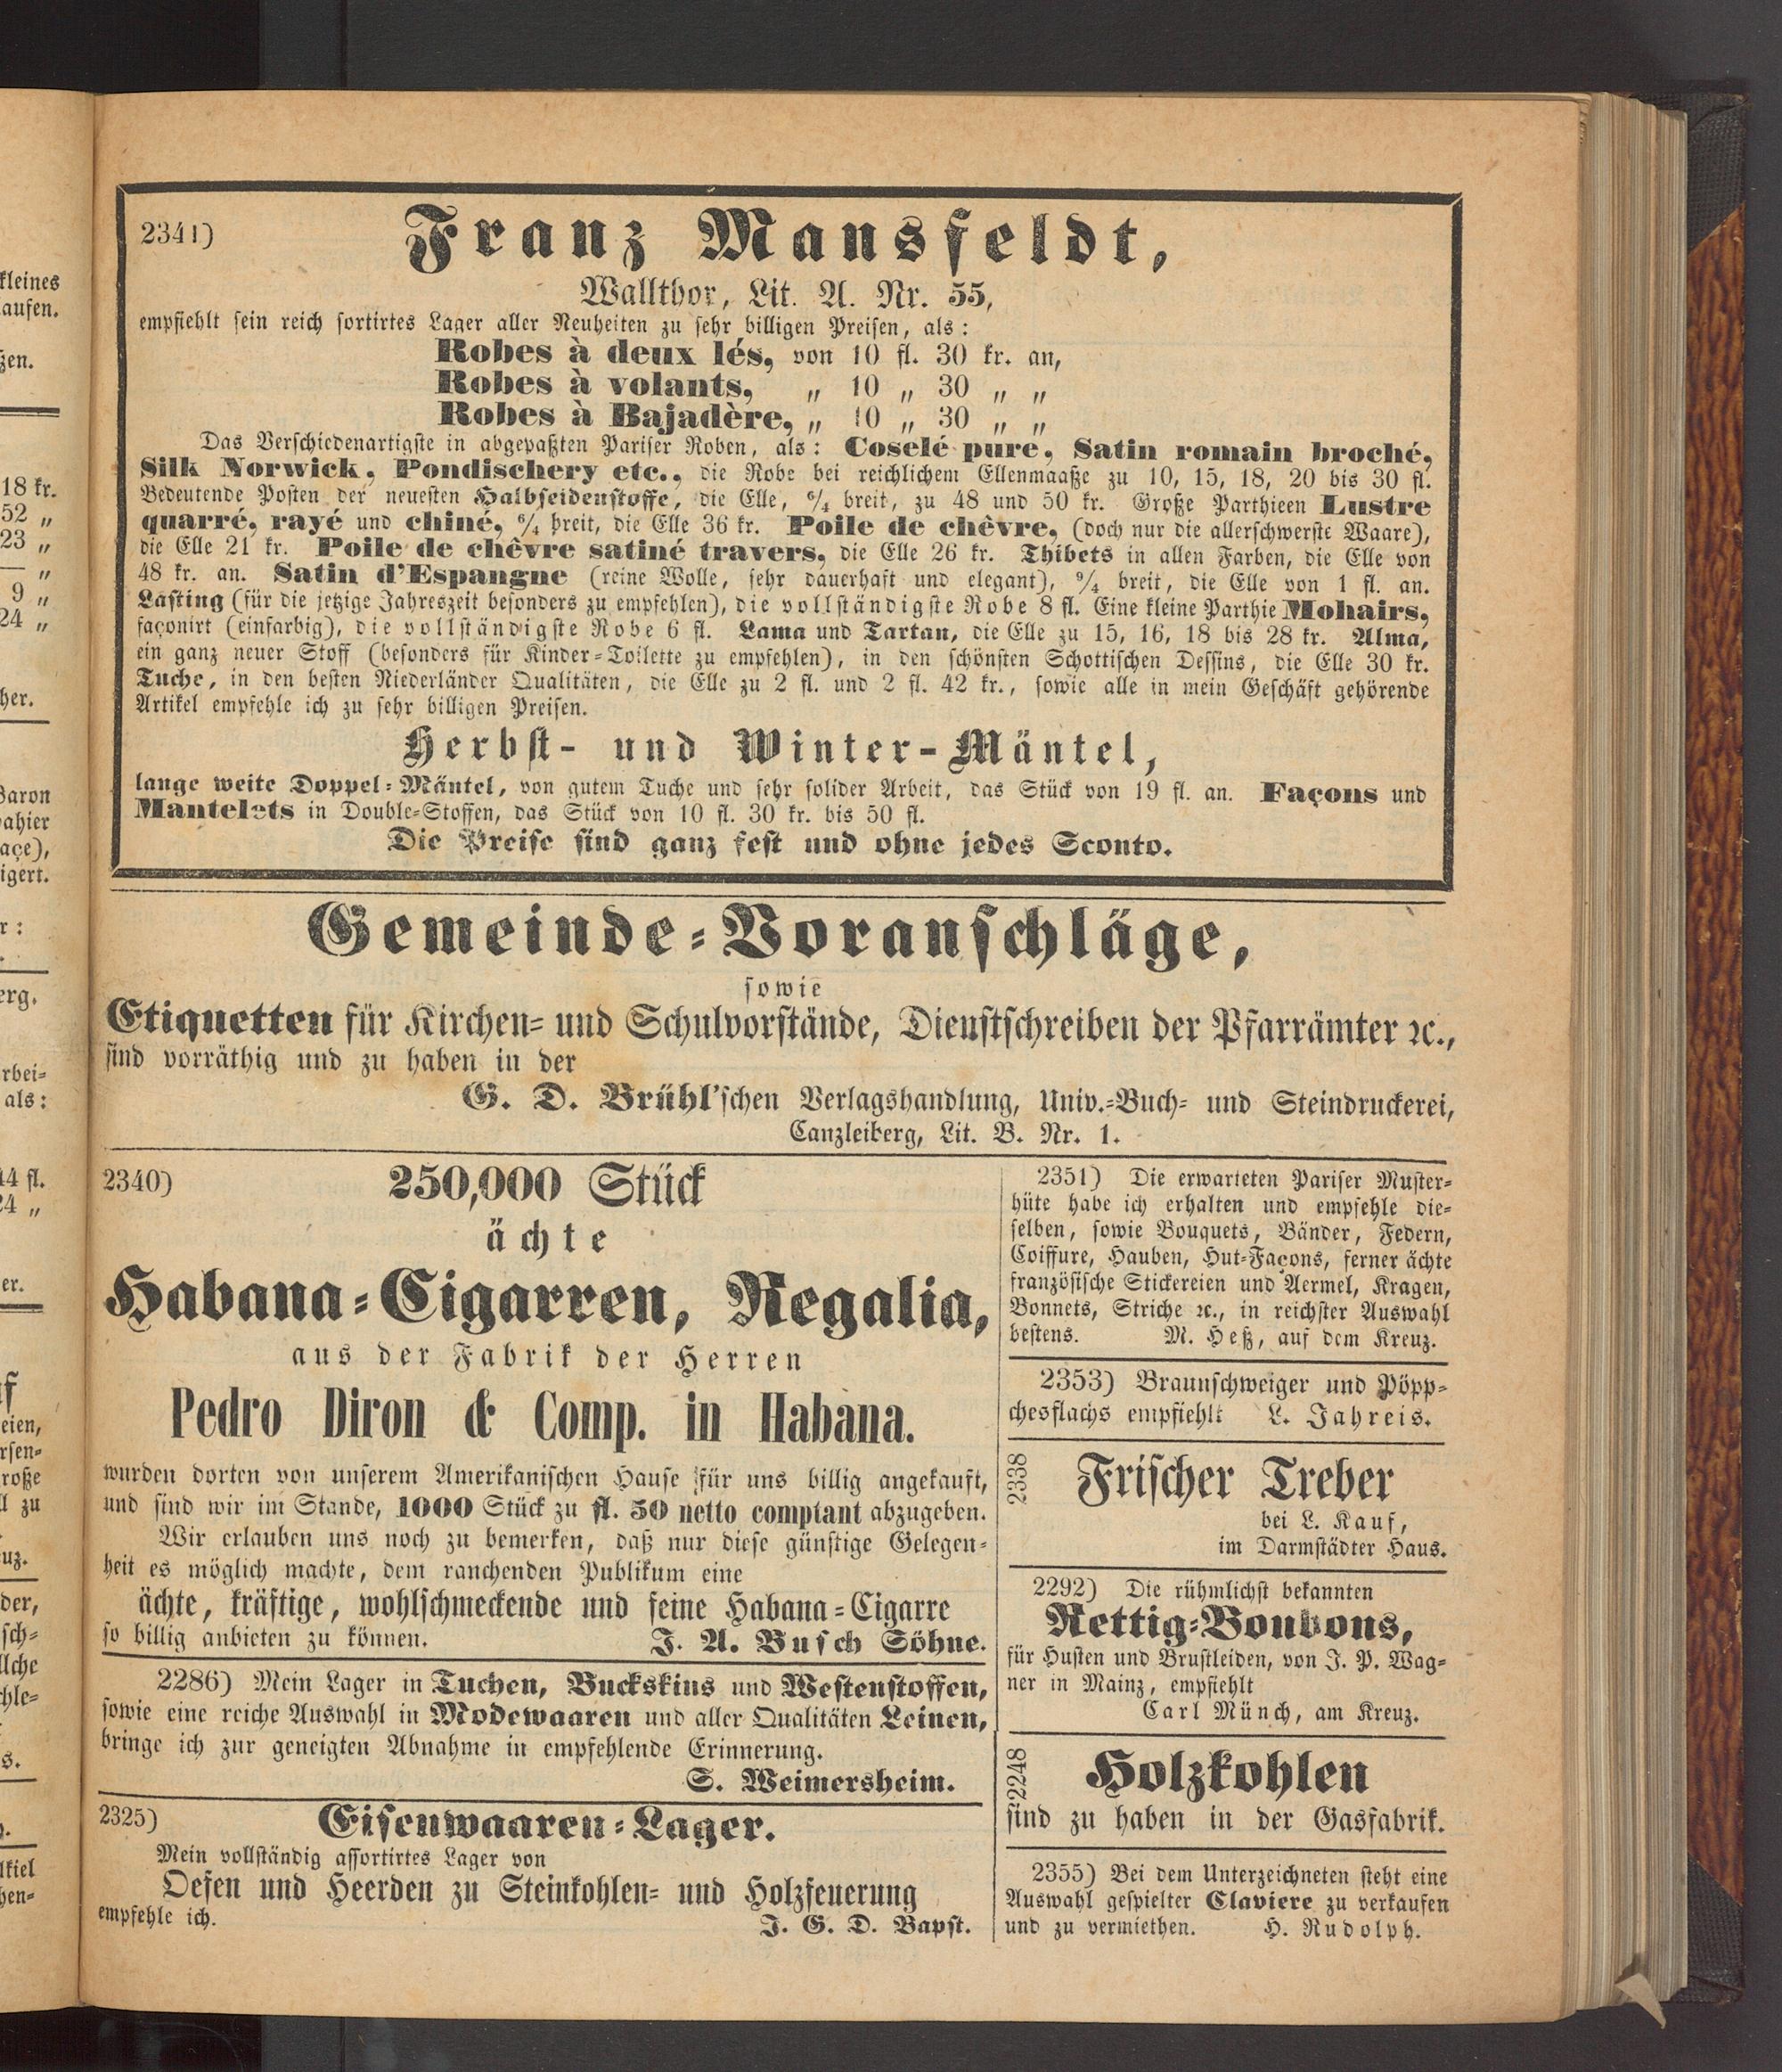 2341)
Franz Mansfeldt,
Wallthor, Lit. A. Nr. 55,
empfiehlt sein reich sortirtes Lager aller Neuheiten zu sehr billigen Preisen, als:
Robes à deux lés, von 10 fl. 30 kr. an,
Robes à volants, „ 10 „ 30 „ „
Robes à Bajadère, „ 10 „ 30 „ „
Das Verschiedenartigste in abgepaßten Pariser Roben, als: Coselé pure, Satin romain broché,
Silk Norwick, Pondischery etc., die Robe bei reichlichem Ellenmaaße zu 10, 15, 18, 20 bis 30 fl.
Bedeutende Posten der neuesten Halbseidenstoffe, die Elle, 6/4 breit, zu 48 und 50 kr. Große Parthieen Lustre
quarré, rayé und chiné, 6/4 breit, die Elle 36 kr. Poile de chèvre, (doch nur die allerschwerste Waare),
die Elle 21 kr. Poile de chèvre satiné travers, die Elle 26 kr. Thibets in allen Farben, die Elle von
48 kr. an. Satin d'Espangne (reine Wolle, sehr dauerhaft und elegant), 9/4 breit, die Elle von 1 fl. an.
Lasting (für die jetzige Jahreszeit besonders zu empfehlen), die vollständigste Robe 8 fl. Eine kleine Parthie Mohairs,
façonirt (einfarbig), die vollständigste Robe 6 fl. Lama und Tartan, die Elle zu 15, 16, 18 bis 28 kr. Alma,
ein ganz neuer Stoff (besonders für Kinder-Toilette zu empfehlen), in den schönsten Schottischen Dessins, die Elle 30 kr.
Tuche, in den besten Niederländer Qualitäten, die Elle zu 2 fl. und 2 fl. 42 kr., sowie alle in mein Geschäft gehörende
Artikel empfehle ich zu sehr billigen Preisen.
Herbst- und Winter-Mäntel,
lange weite Doppel-Mäntel, von gutem Tuche und sehr solider Arbeit, das Stück von 19 fl. an. Façons und
Mantelets in Double-Stoffen, das Stück von 10 fl. 30 kr. bis 50 fl.
Die Preise sind ganz fest und ohne jedes Sconto.
Gemeinde-Voranschläge,
sowie
Etiquetten für Kirchen- und Schulvorstände, Dienstschreiben der Pfarrämter ꝛc.,
sind vorräthig und zu haben in der
G. D. Brühl'schen Verlagshandlung, Univ.-Buch- und Steindruckerei,
Canzleiberg, Lit. B. Nr. 1.
2340)
250,000 Stück
ächte
Habana-Cigarren, Regalia,
aus der Fabrik der Herren
Pedro Diron & Comp. in Habana.
wurden dorten von unserem Amerikanischen Hause für uns billig angekauft,
und sind wir im Stande, 1000 Stück zu fl. 50 netto comptant abzugeben.
Wir erlauben uns noch zu bemerken, daß nur diese günstige Gelegen-
heit es möglich machte, dem ranchenden Publikum eine
ächte, kräftige, wohlschmeckende und feine Habana-Cigarre
so billig anbieten zu können.
J. A. Busch Söhne.
2286) Mein Lager in Tuchen, Buckskins und Westenstoffen,
sowie eine reiche Auswahl in Modewaaren und aller Qualitäten Leinen,
bringe ich zur geneigten Abnahme in empfehlende Erinnerung.
S. Weimersheim.
2325)
Eisenwaaren-Lager.
Mein vollständig assortirtes Lager von
Oefen und Heerden zu Steinkohlen- und Holzfeuerung
empfehle ich.
J. G. D. Bapst.
2351) Die erwarteten Pariser Muster-
hüte habe ich erhalten und empfehle die-
selben, sowie Bouquets, Bänder, Federn,
Coiffure, Hauben, Hut-Façons, ferner ächte
französische Stickereien und Aermel, Kragen,
Bonnets, Striche ꝛc., in reichster Auswahl
bestens. M. Heß, auf dem Kreuz.
2353) Braunschweiger und Pöpp-
chesflachs empfiehlt L. Jahreis.
2338
Frischer Treber
bei L. Kauf,
im Darmstädter Haus.
2292) Die rühmlichst bekannten
Rettig-Bonbons,
für Husten und Brustleiden, von J. P. Wag-
ner in Mainz, empfiehlt
Carl Münch, am Kreuz.
2248
Holzkohlen
sind zu haben in der Gasfabrik.
2355) Bei dem Unterzeichneten steht eine
Auswahl gespielter Claviere zu verkaufen
und zu vermiethen. H. Rudolph.